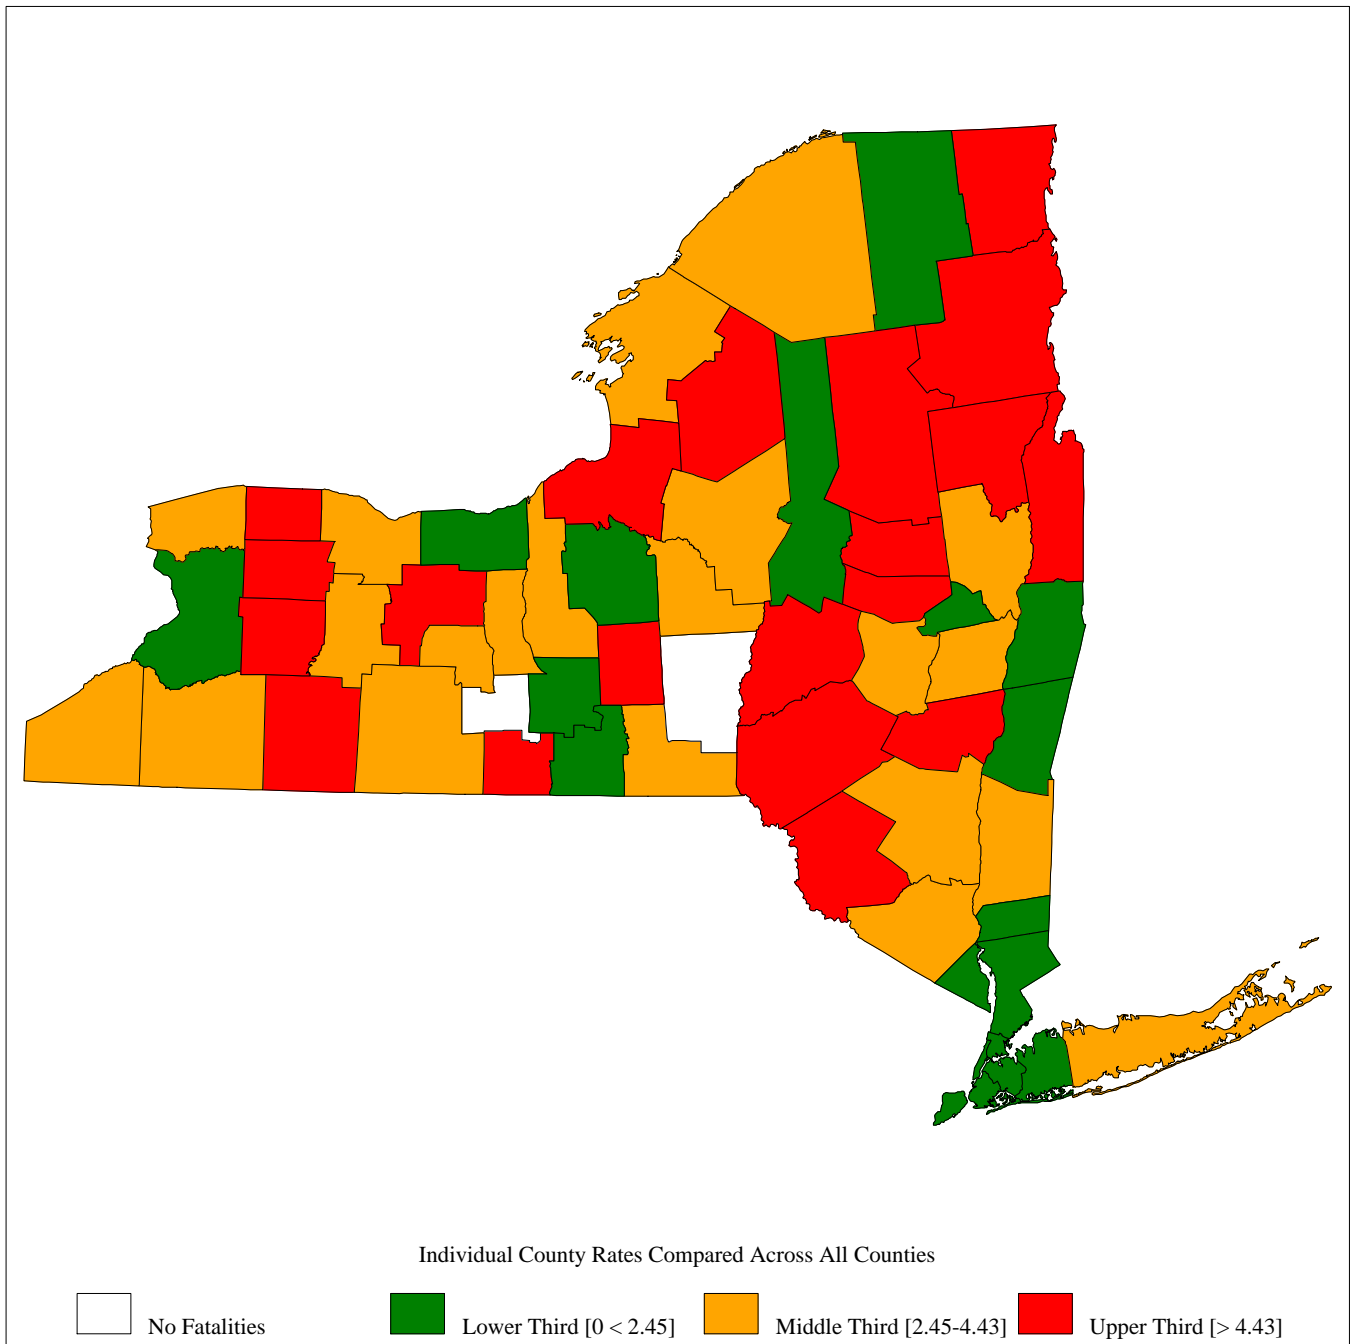 Individual County Rates Compared Across All Counties
No Fatalities Lower Third [0 < 2.45] Middle Third [2.45-4.43] Upper Third [> 4.43]